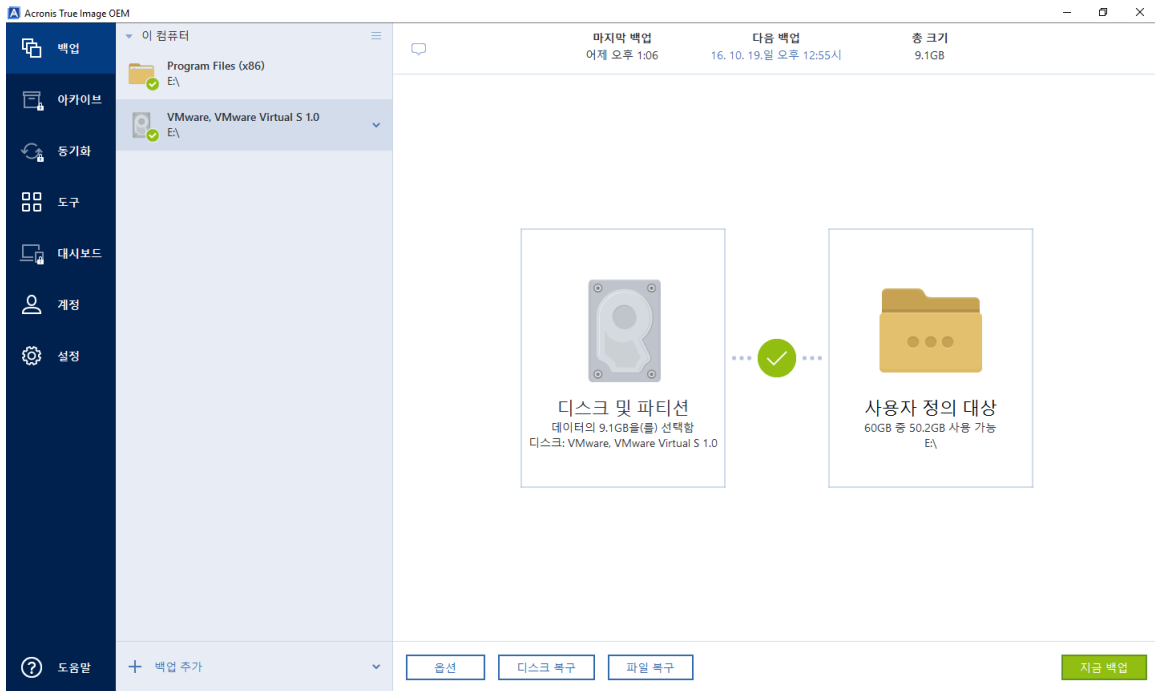 Acronis True Image OEM
백업
아카이브
동기화
도구
대시보드
계정
설정
도움말
이 컴퓨터
Program Files (x86)
E:\
VMware, VMware Virtual S 1.0
E:\
백업 추가
마지막 백업
어제 오후 1:06
다음 백업
16. 10. 19.일 오후 12:55시
총 크기
9.1GB
디스크 및 파티션
데이터의 9.1GB을(를) 선택함
디스크: VMware, VMware Virtual S 1.0
사용자 정의 대상
60GB 중 50.2GB 사용 가능
E:\
옵션
디스크 복구
파일 복구
지금 백업